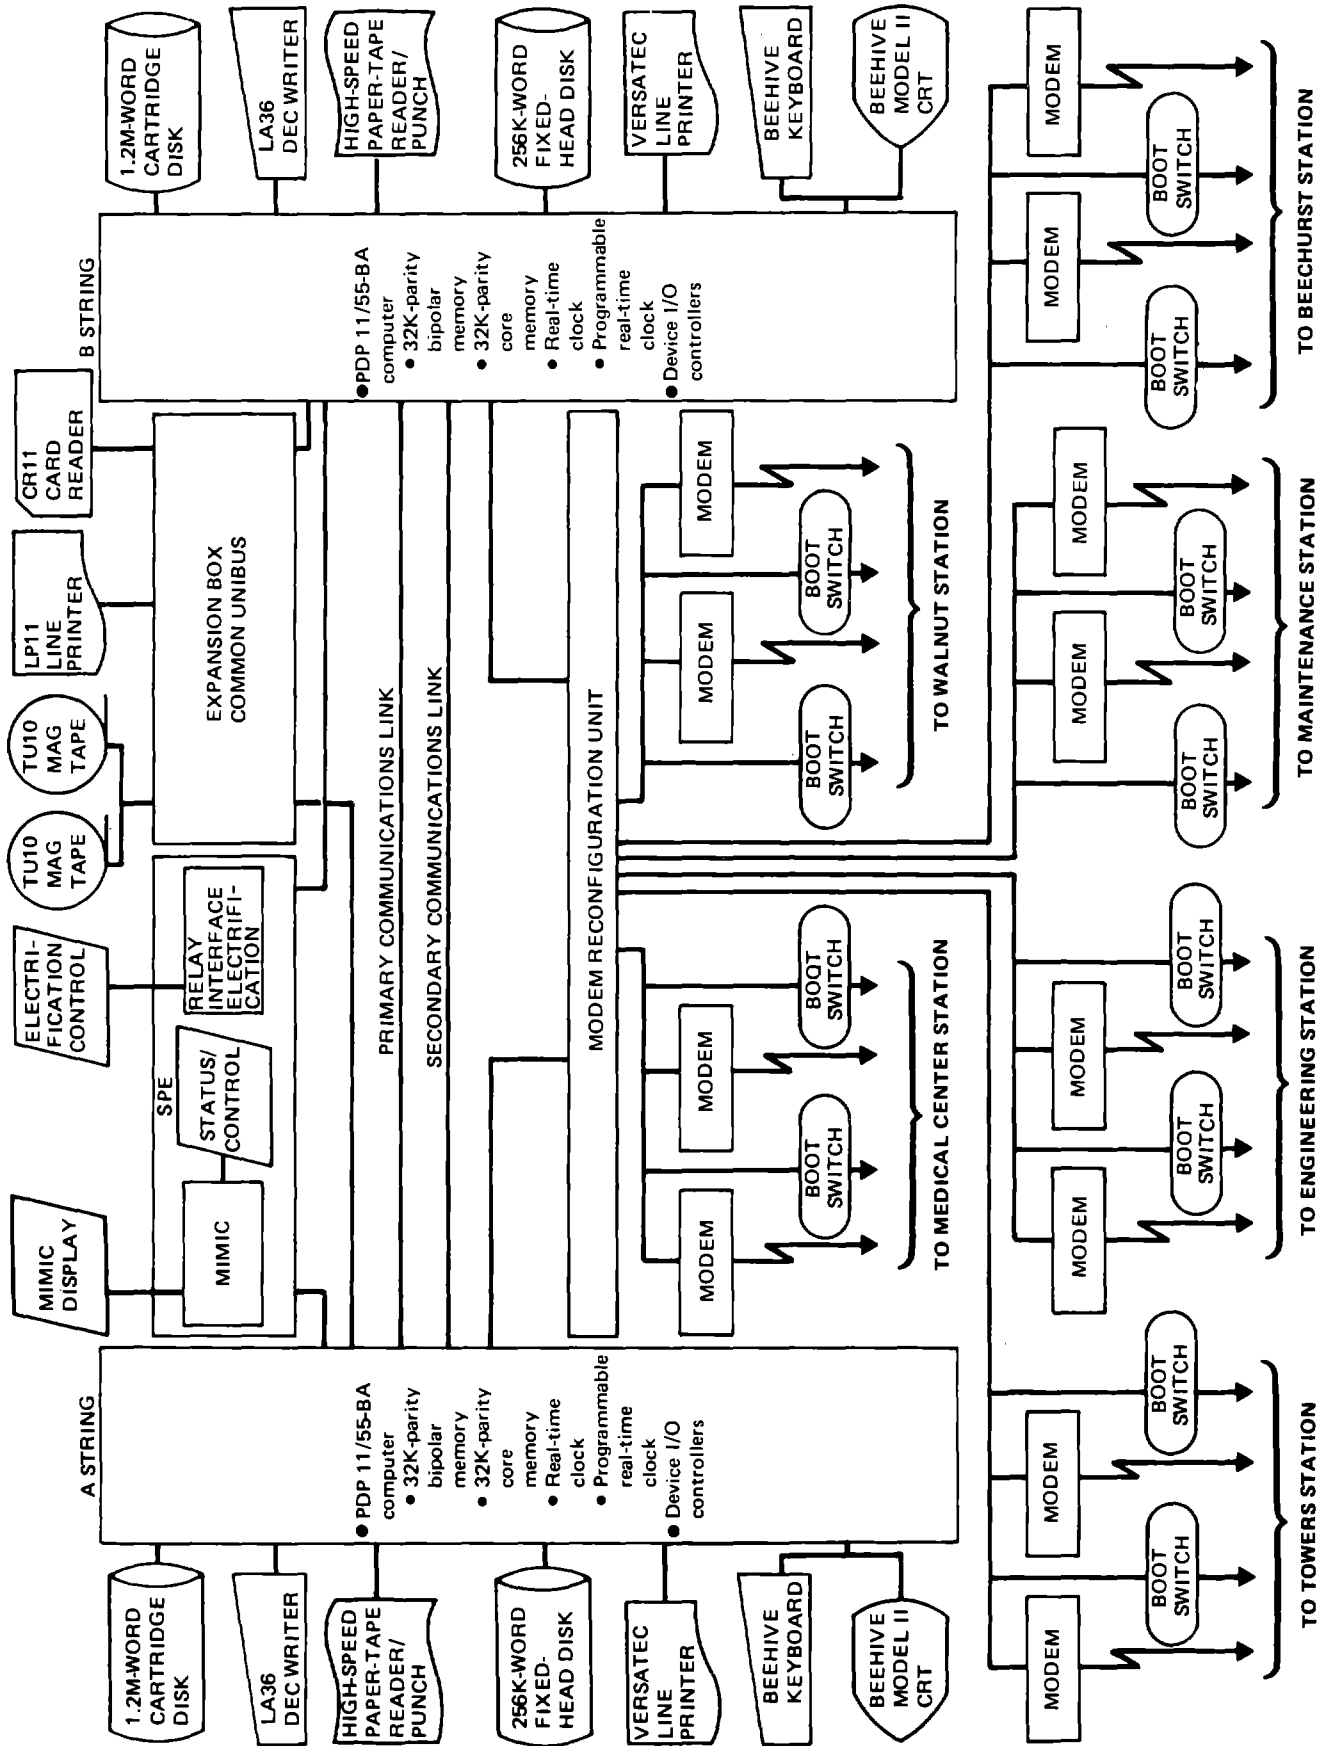 A STRING
1.2M-WORD
CARTRIDGE
DISK
LA36
DEC WRITER
HIGH-SPEED
PAPER-TAPE
READER/
PUNCH
256K-WORD
FIXED-
HEAD DISK
VERSATEC
LINE
PRINTER
BEEHIVE
KEYBOARD
BEEHIVE
MODEL II
CRT
● PDP 11/55-BA
computer
• 32K-parity
bipolar
memory
• 32K-parity
core
memory
• Real-time
clock
• Programmable
real-time
clock
● Device I/O
controllers
MIMIC
DISPLAY
ELECTRI-
FICATION
CONTROL
TU10
MAG
TAPE
TU10
MAG
TAPE
LP11
LINE
PRINTER
CR11
CARD
READER
SPE
MIMIC
STATUS/
CONTROL
RELAY
INTERFACE
ELECTRIFI-
CATION
EXPANSION BOX
COMMON UNIBUS
PRIMARY COMMUNICATIONS LINK
SECONDARY COMMUNICATIONS LINK
MODEM RECONFIGURATION UNIT
B STRING
● PDP 11/55-BA
computer
• 32K-parity
bipolar
memory
• 32K-parity
core
memory
• Real-time
clock
• Programmable
real-time
clock
● Device I/O
controllers
1.2M-WORD
CARTRIDGE
DISK
LA36
DEC WRITER
HIGH-SPEED
PAPER-TAPE
READER/
PUNCH
256K-WORD
FIXED-
HEAD DISK
VERSATEC
LINE
PRINTER
BEEHIVE
KEYBOARD
BEEHIVE
MODEL II
CRT
MODEM
BOOT
SWITCH
MODEM
BOOT
SWITCH
TO MEDICAL CENTER STATION
BOOT
SWITCH
MODEM
BOOT
SWITCH
MODEM
TO WALNUT STATION
MODEM
BOOT
SWITCH
MODEM
BOOT
SWITCH
TO TOWERS STATION
MODEM
BOOT
SWITCH
MODEM
BOOT
SWITCH
TO ENGINEERING STATION
BOOT
SWITCH
MODEM
BOOT
SWITCH
MODEM
TO MAINTENANCE STATION
BOOT
SWITCH
MODEM
BOOT
SWITCH
MODEM
TO BEECHURST STATION